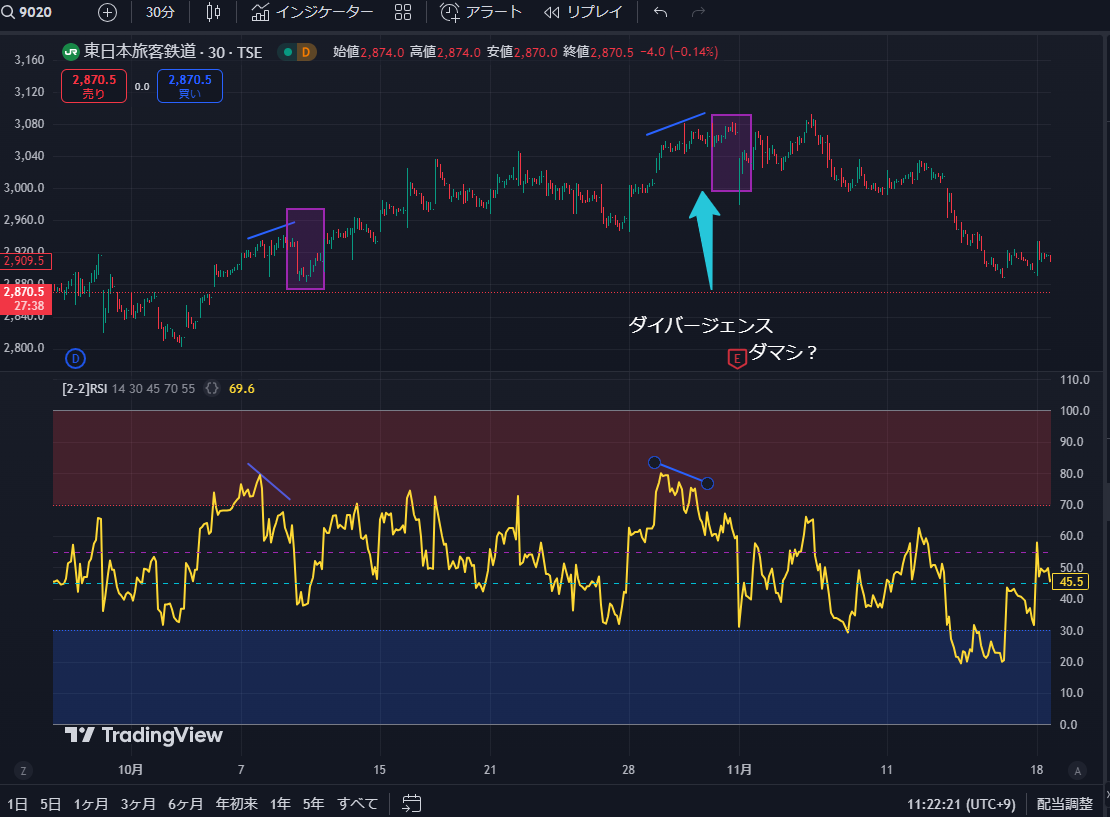 9020 30分 インジケーター アラート リプレイ
JR 東日本旅客鉄道 · 30 · TSE D 始値2,874.0 高値2,874.0 安値2,870.0 終値2,870.5 −4.0 (−0.14%)
2,870.5 売り 0.0 2,870.5 買い
3,160
3,120
3,080
3,040
3,000.0
2,960.0
2,920.0
2,909.5
2,880.0
2,870.5
27:38
2,840.0
2,800.0
ダイバージェンス
D E ダマシ？
[2-2]RSI 14 30 45 70 55 69.6
110.0
100.0
90.0
80.0
70.0
60.0
50.0
45.5
40.0
30.0
20.0
10.0
0.0
TradingView
Z 10月 7 15 21 28 11月 11 18 A
1日 5日 1ヶ月 3ヶ月 6ヶ月 年初来 1年 5年 すべて 11:22:21 (UTC+9) 配当調整